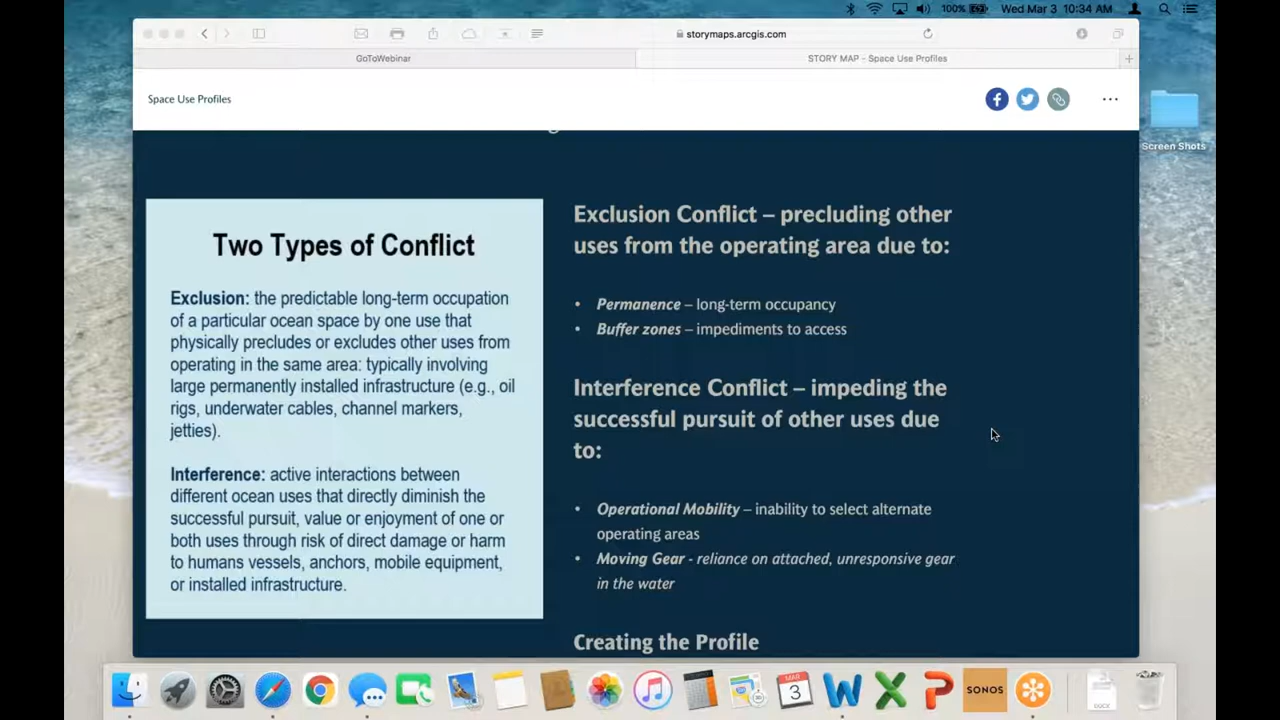 100%
Wed Mar 3 10:34 AM
storymaps.arcgis.com
GoToWebinar
STORY MAP - Space Use Profiles
Space Use Profiles
Screen Shots
Two Types of Conflict
Exclusion: the predictable long-term occupation
of a particular ocean space by one use that
physically precludes or excludes other uses from
operating in the same area: typically involving
large permanently installed infrastructure (e.g., oil
rigs, underwater cables, channel markers,
jetties).
Interference: active interactions between
different ocean uses that directly diminish the
successful pursuit, value or enjoyment of one or
both uses through risk of direct damage or harm
to humans vessels, anchors, mobile equipment,
or installed infrastructure.
Exclusion Conflict – precluding other
uses from the operating area due to:
• Permanence – long-term occupancy
• Buffer zones – impediments to access
Interference Conflict – impeding the
successful pursuit of other uses due
to:
• Operational Mobility – inability to select alternate
operating areas
• Moving Gear - reliance on attached, unresponsive gear
in the water
Creating the Profile
MAR
3
SONOS
DOCX